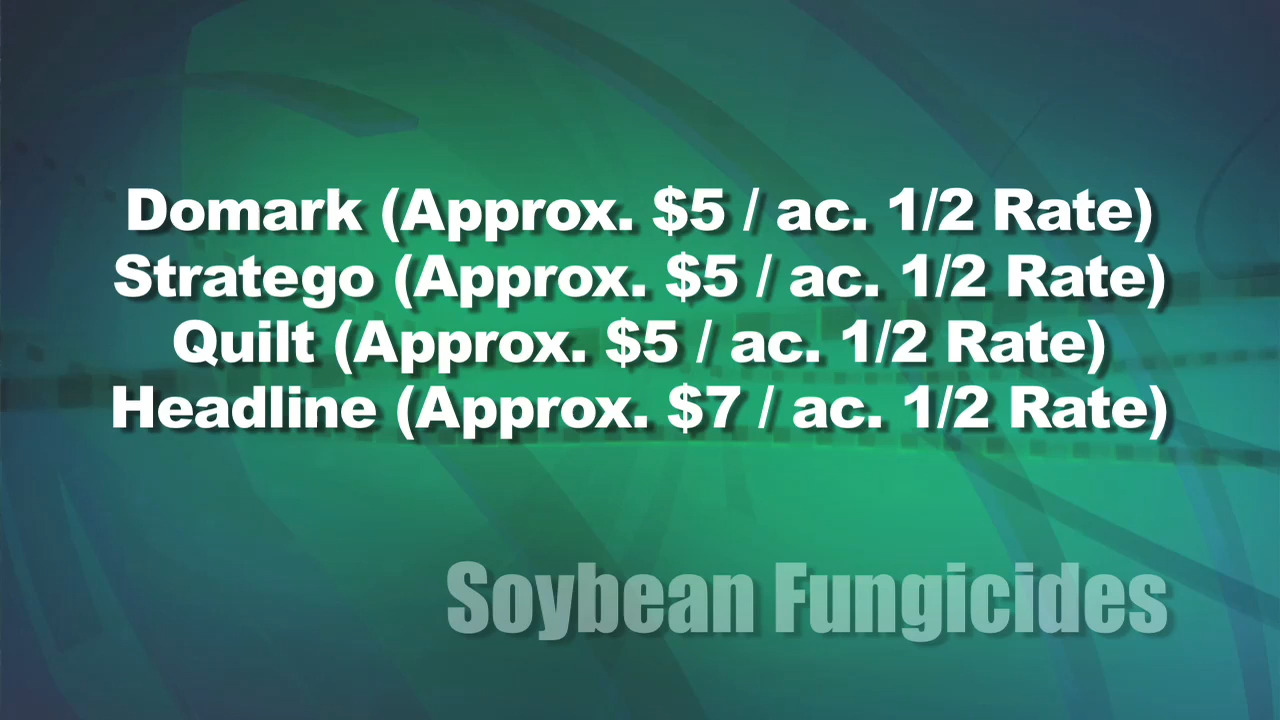 Domark (Approx. $5 / ac. 1/2 Rate)
Stratego (Approx. $5 / ac. 1/2 Rate)
Quilt (Approx. $5 / ac. 1/2 Rate)
Headline (Approx. $7 / ac. 1/2 Rate)
Soybean Fungicides